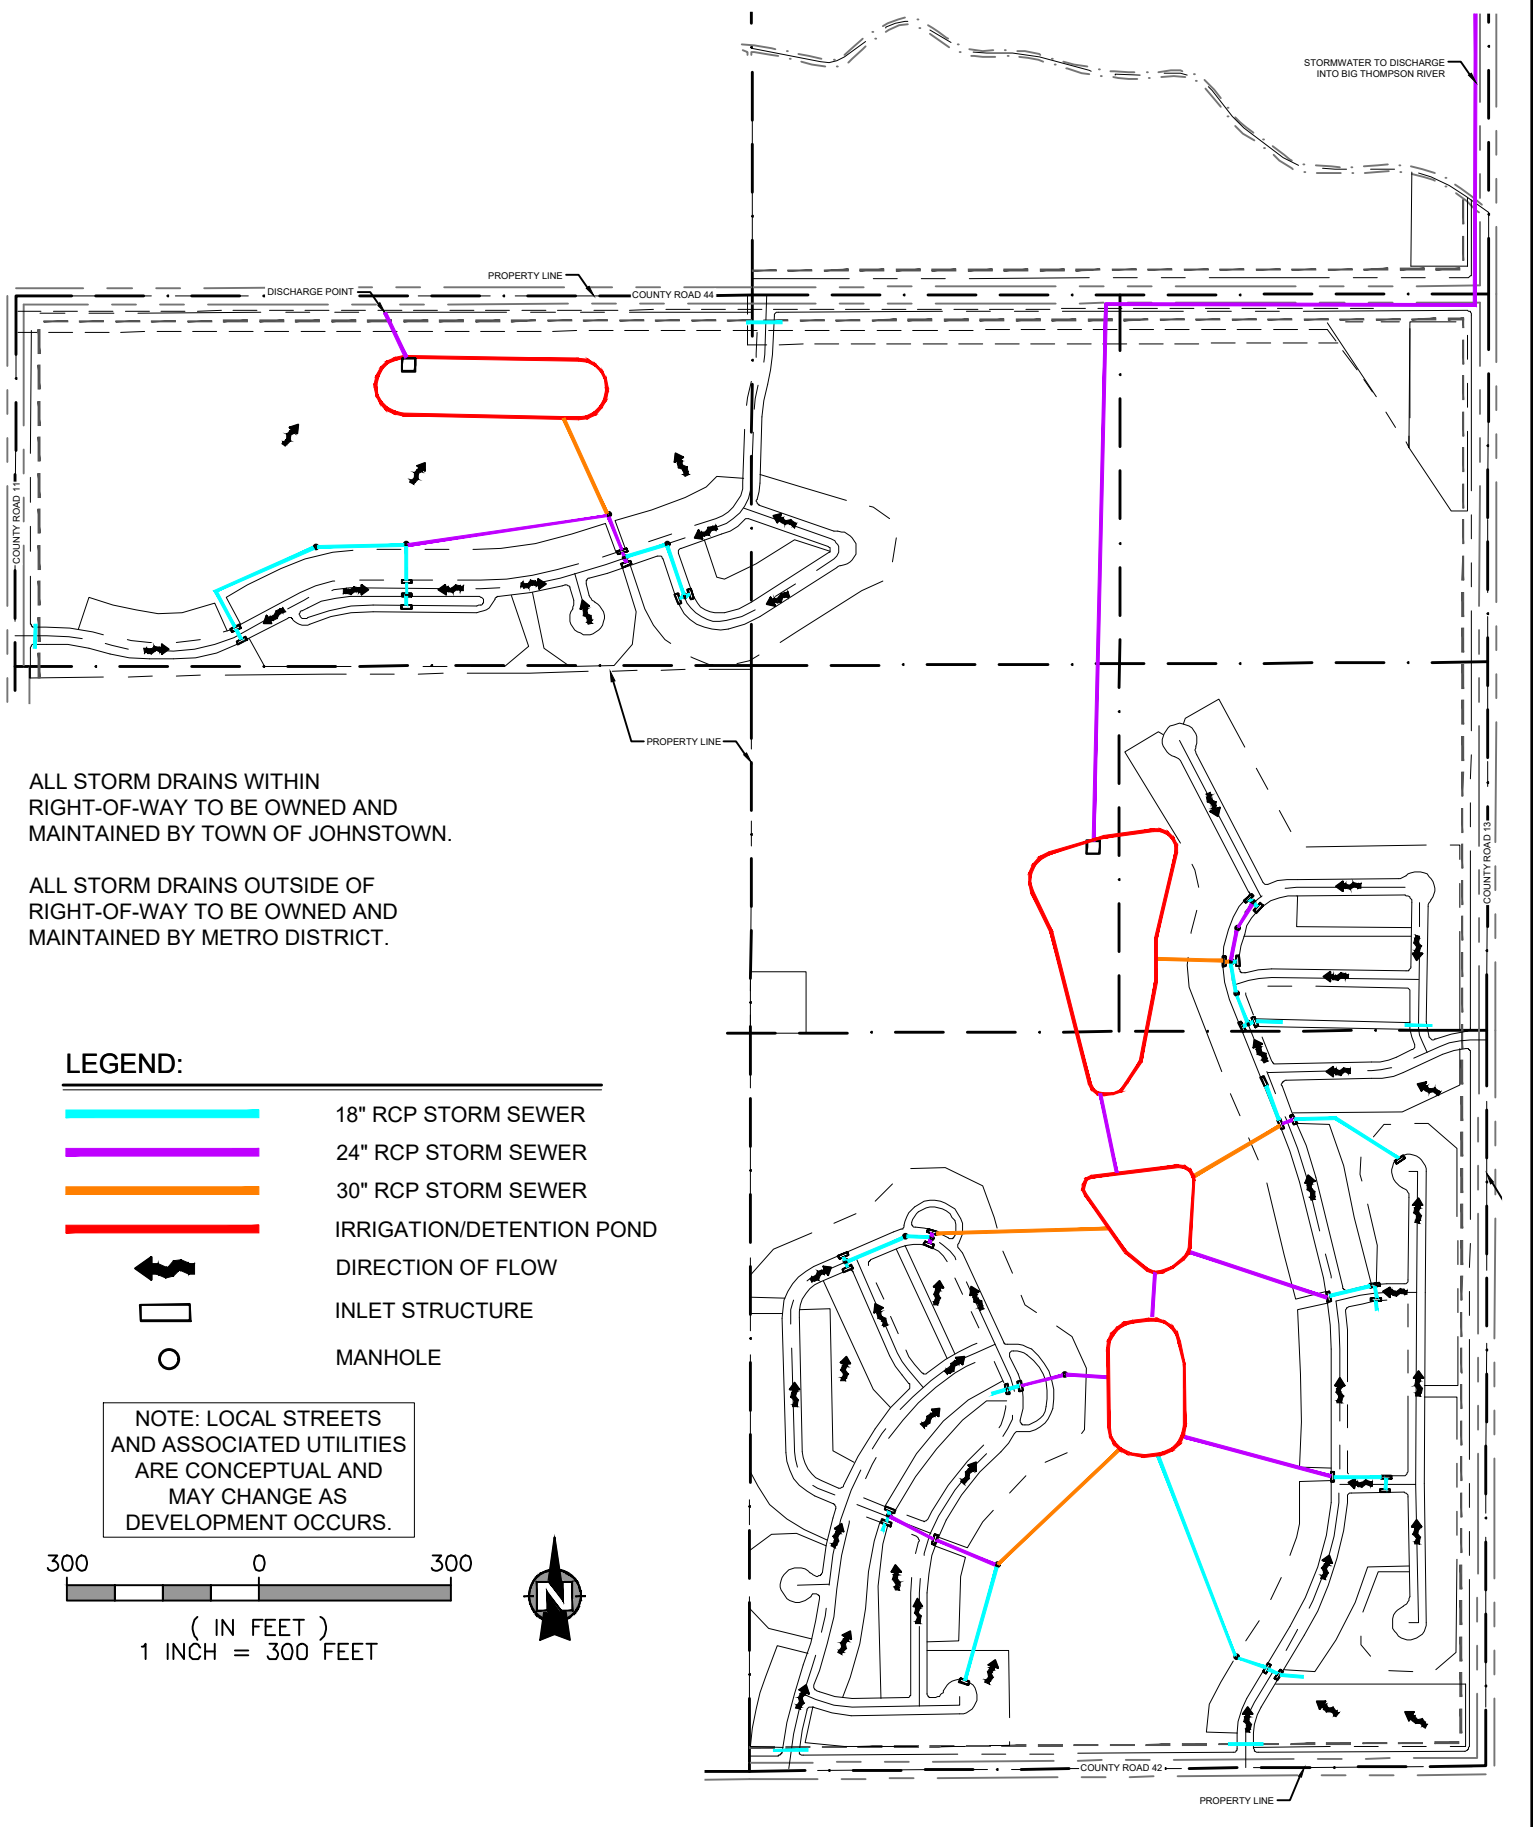 STORMWATER TO DISCHARGE
INTO BIG THOMPSON RIVER
PROPERTY LINE
DISCHARGE POINT
COUNTY ROAD 44
COUNTY ROAD 11
PROPERTY LINE
ALL STORM DRAINS WITHIN
RIGHT-OF-WAY TO BE OWNED AND
MAINTAINED BY TOWN OF JOHNSTOWN.
ALL STORM DRAINS OUTSIDE OF
RIGHT-OF-WAY TO BE OWNED AND
MAINTAINED BY METRO DISTRICT.
COUNTY ROAD 13
LEGEND:
18" RCP STORM SEWER
24" RCP STORM SEWER
30" RCP STORM SEWER
IRRIGATION/DETENTION POND
DIRECTION OF FLOW
INLET STRUCTURE
MANHOLE
NOTE: LOCAL STREETS
AND ASSOCIATED UTILITIES
ARE CONCEPTUAL AND
MAY CHANGE AS
DEVELOPMENT OCCURS.
300 0 300
( IN FEET )
1 INCH = 300 FEET
N
COUNTY ROAD 42
PROPERTY LINE